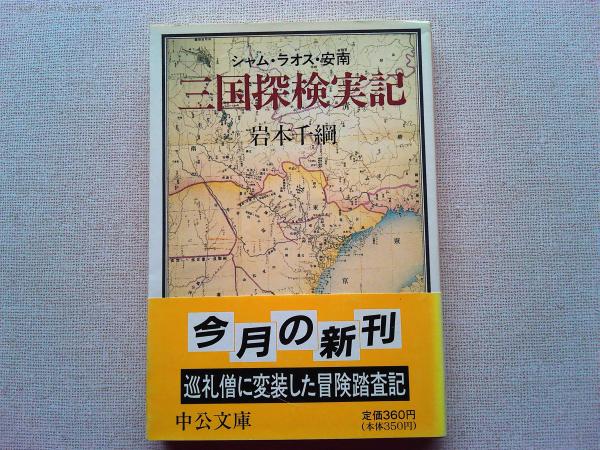 シャム・ラオス・安南
三国探検実記
岩本千綱
今月の新刊
巡礼僧に変装した冒険踏査記
中公文庫
定価360円
(本体350円)